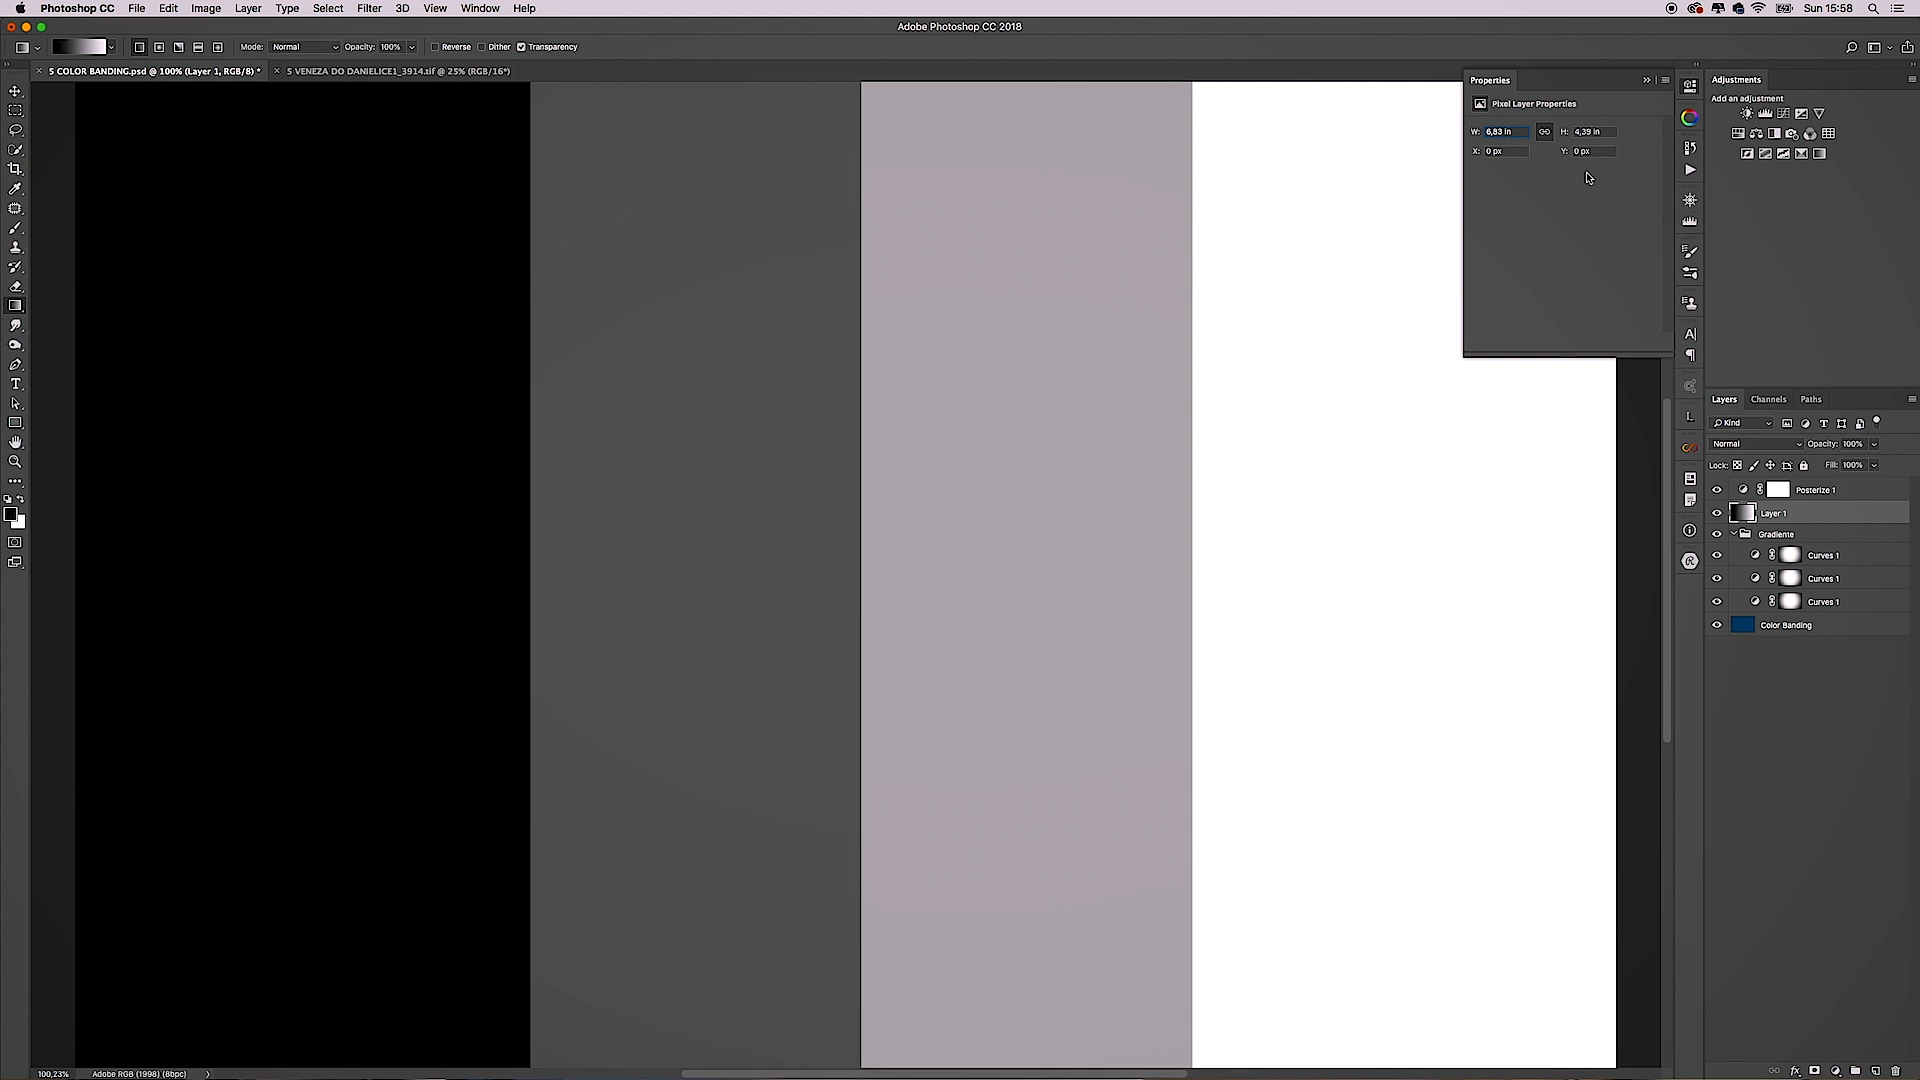 Photoshop CC File Edit Image Layer Type Select Filter 3D View Window Help Sun 15:58
Adobe Photoshop CC 2018
Mode: Normal Opacity: 100% Reverse Dither Transparency
5 COLOR BANDING.psd @ 100% (Layer 1, RGB/8) * 5 VENEZA DO DANIELICE1_3914.tif @ 25% (RGB/16*)
Properties
Pixel Layer Properties
W: 6,83 in H: 4,39 in
X: 0 px Y: 0 px
Adjustments
Add an adjustment
Layers Channels Paths
Kind
Normal Opacity: 100%
Lock: Fill: 100%
Posterize 1
Layer 1
Gradiente
Curves 1
Curves 1
Curves 1
Color Banding
100,23% Adobe RGB (1998) (8bpc)